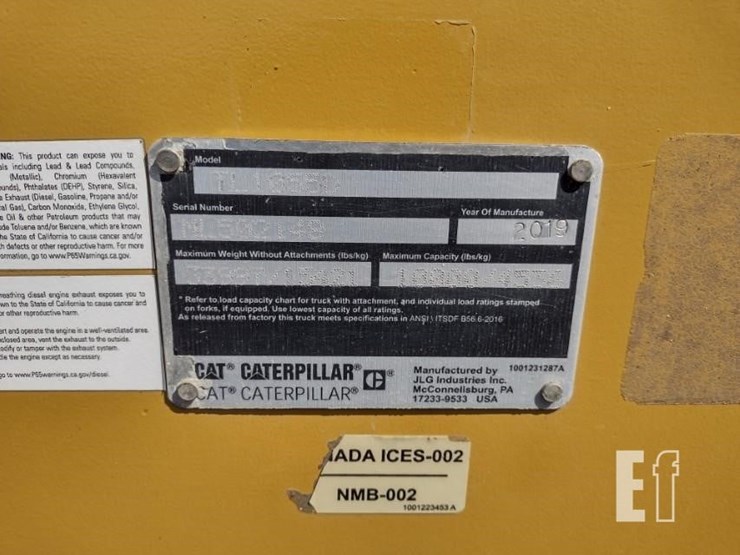 NG: This product can expose you to
als including Lead & Lead Compounds,
(Metallic), Chromium (Hexavalent
unds), Phthalates (DEHP), Styrene, Silica,
e Exhaust (Diesel), Gasoline, Propane and/or
al Gas), Carbon Monoxide, Ethylene Glycol,
e Oil & other Petroleum products that may
de Toluene and/or Benzene, which are known
the State of California to cause cancer and/or
h defects or other reproductive harm. For more
ormation, go to www.P65Warnings.ca.gov.
reathing diesel engine exhaust exposes you to
wn to the State of California to cause cancer and
or other reproductive harm.
art and operate the engine in a well-ventilated area.
closed area, vent the exhaust to the outside.
odify or tamper with the exhaust system.
dle the engine except as necessary.
go to www.P65warnings.ca.gov/diesel.
Model
Serial Number
Year Of Manufacture
2019
Maximum Weight Without Attachments (lbs/kg)
Maximum Capacity (lbs/kg)
* Refer to load capacity chart for truck with attachment, and individual load ratings stamped
on forks, if equipped. Use lowest capacity of all ratings.
As released from factory this truck meets specifications in ANSI \ ITSDF B56.6-2016
CAT® CATERPILLAR® C®
CAT® CATERPILLAR®
Manufactured by
JLG Industries Inc.
McConnellsburg, PA
17233-9533 USA
1001231287A
NADA ICES-002
NMB-002
1001223453 A
Ef